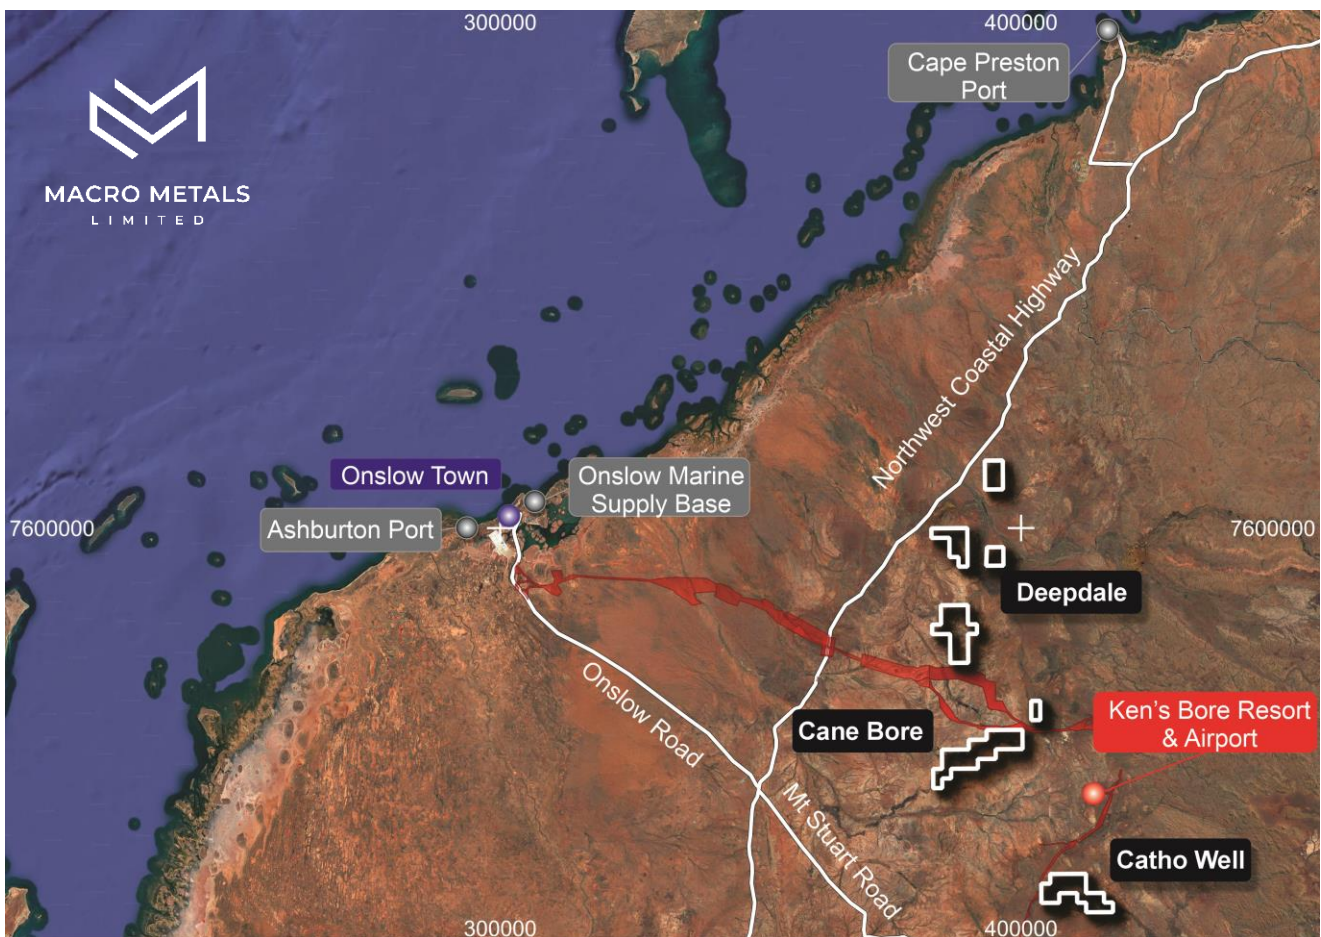 300000
400000
Cape Preston
Port
MACRO METALS
LIMITED
Northwest Coastal Highway
Onslow Town
Onslow Marine
Supply Base
Ashburton Port
7600000
7600000
Deepdale
Onslow Road
Cane Bore
Ken's Bore Resort
& Airport
Mt Stuart Road
Catho Well
300000
400000